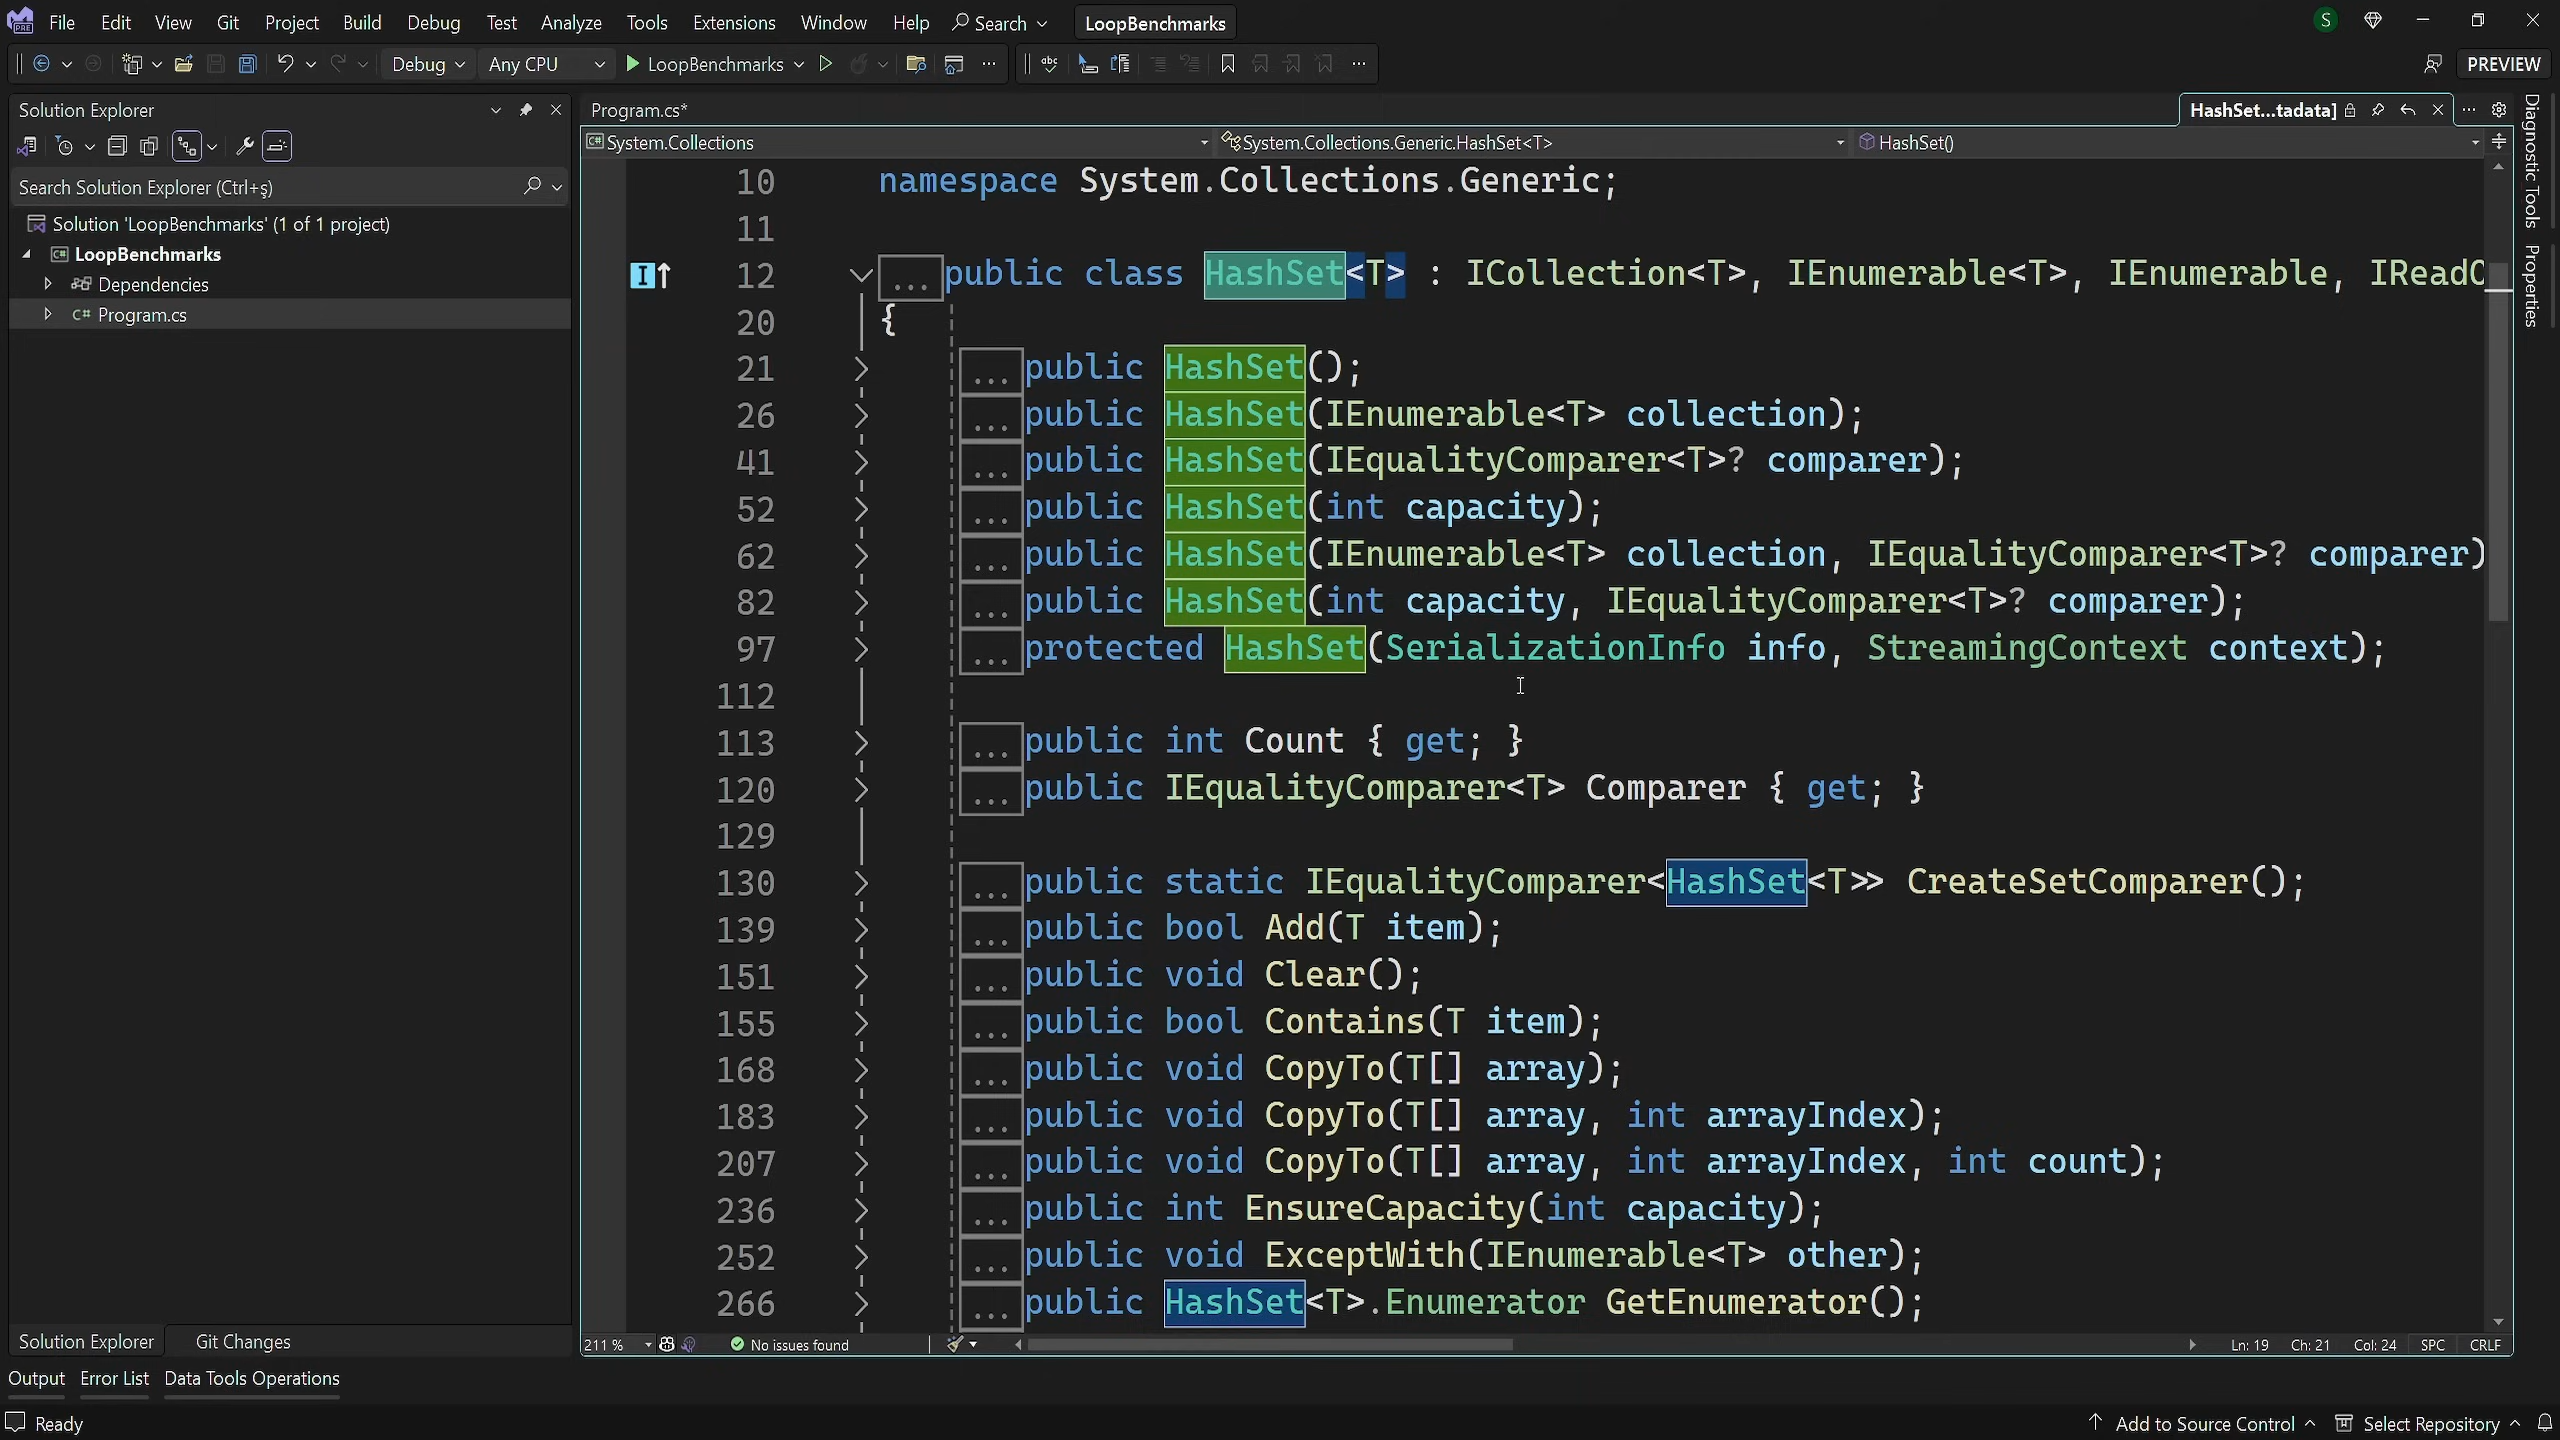 File Edit View Git Project Build Debug Test Analyze Tools Extensions Window Help Search LoopBenchmarks S
Debug Any CPU LoopBenchmarks PREVIEW
Solution Explorer
Program.cs*
HashSet...tadata]
System.Collections System.Collections.Generic.HashSet<T> HashSet()
Search Solution Explorer (Ctrl+ş)
Solution 'LoopBenchmarks' (1 of 1 project)
LoopBenchmarks
Dependencies
C# Program.cs
10 namespace System.Collections.Generic;
11
12 ...public class HashSet<T> : ICollection<T>, IEnumerable<T>, IEnumerable, IReadC
20 {
21 ...public HashSet();
26 ...public HashSet(IEnumerable<T> collection);
41 ...public HashSet(IEqualityComparer<T>? comparer);
52 ...public HashSet(int capacity);
62 ...public HashSet(IEnumerable<T> collection, IEqualityComparer<T>? comparer)
82 ...public HashSet(int capacity, IEqualityComparer<T>? comparer);
97 ...protected HashSet(SerializationInfo info, StreamingContext context);
112
113 ...public int Count { get; }
120 ...public IEqualityComparer<T> Comparer { get; }
129
130 ...public static IEqualityComparer<HashSet<T>> CreateSetComparer();
139 ...public bool Add(T item);
151 ...public void Clear();
155 ...public bool Contains(T item);
168 ...public void CopyTo(T[] array);
183 ...public void CopyTo(T[] array, int arrayIndex);
207 ...public void CopyTo(T[] array, int arrayIndex, int count);
236 ...public int EnsureCapacity(int capacity);
252 ...public void ExceptWith(IEnumerable<T> other);
266 ...public HashSet<T>.Enumerator GetEnumerator();
Diagnostic Tools
Properties
Solution Explorer Git Changes
211 % No issues found Ln: 19 Ch: 21 Col: 24 SPC CRLF
Output Error List Data Tools Operations
Ready Add to Source Control Select Repository